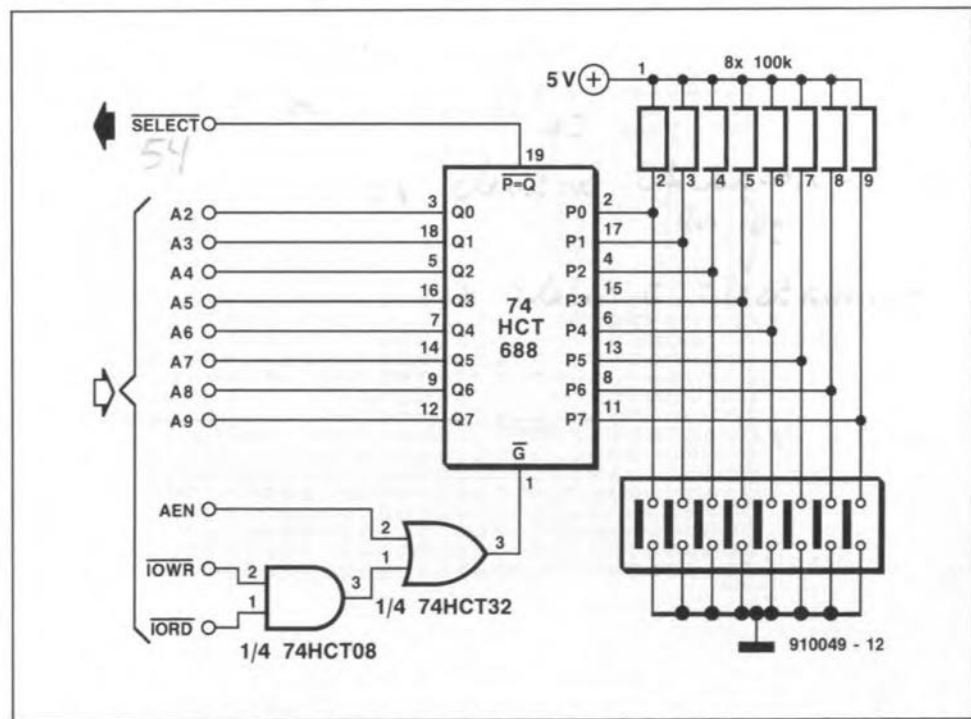 1
8x 100k
5 V +
SELECT
54
19
P=Q
2 3 4 5 6 7 8 9
A2 3 Q0 P0 2
A3 18 Q1 P1 17
A4 5 Q2 P2 4
A5 16 Q3 P3 15
A6 7 Q4 P4 6
A7 14 Q5 P5 13
A8 9 Q6 P6 8
A9 12 Q7 P7 11
74
HCT
688
G
1
AEN 2
1 3
IOWR 2
IORD 1 3
1/4 74HCT32
1/4 74HCT08
910049 - 12